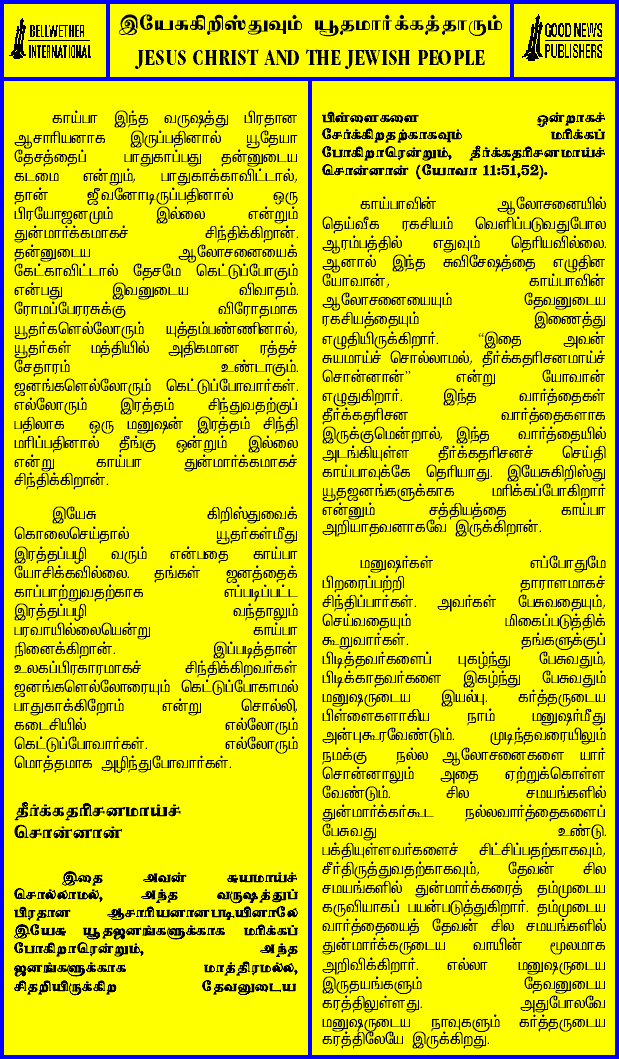 BELLWETHER
INTERNATIONAL
இயேசுகிறிஸ்துவும் யூதமார்க்கத்தாரும்
JESUS CHRIST AND THE JEWISH PEOPLE
GOOD NEWS
PUBLISHERS
காய்பா இந்த வருஷத்து பிரதான
ஆசாரியனாக இருப்பதினால் யூதேயா
தேசத்தைப் பாதுகாப்பது தன்னுடைய
கடமை என்றும், பாதுகாக்காவிட்டால்,
தான் ஜீவனோடிருப்பதினால் ஒரு
பிரயோஜனமும் இல்லை என்றும்
துன்மார்க்கமாகச் சிந்திக்கிறான்.
தன்னுடைய ஆலோசனையைக்
கேட்காவிட்டால் தேசமே கெட்டுப்போகும்
என்பது இவனுடைய விவாதம்.
ரோமப்பேரரசுக்கு விரோதமாக
யூதர்களெல்லோரும் யுத்தம்பண்ணினால்,
யூதர்கள் மத்தியில் அதிகமான ரத்தச்
சேதாரம் உண்டாகும்.
ஜனங்களெல்லோரும் கெட்டுப்போவார்கள்.
எல்லோரும் இரத்தம் சிந்துவதற்குப்
பதிலாக ஒரு மனுஷன் இரத்தம் சிந்தி
மரிப்பதினால் தீங்கு ஒன்றும் இல்லை
என்று காய்பா துன்மார்க்கமாகச்
சிந்திக்கிறான்.
இயேசு கிறிஸ்துவைக்
கொலைசெய்தால் யூதர்கள்மீது
இரத்தப்பழி வரும் என்பதை காய்பா
யோசிக்கவில்லை. தங்கள் ஜனத்தைக்
காப்பாற்றுவதற்காக எப்படிப்பட்ட
இரத்தப்பழி வந்தாலும்
பரவாயில்லையென்று காய்பா
நினைக்கிறான். இப்படித்தான்
உலகப்பிரகாரமாகச் சிந்திக்கிறவர்கள்
ஜனங்களெல்லோரையும் கெட்டுப்போகாமல்
பாதுகாக்கிறோம் என்று சொல்லி,
கடைசியில் எல்லோரும்
கெட்டுப்போவார்கள். எல்லோரும்
மொத்தமாக அழிந்துபோவார்கள்.
தீர்க்கதரிசனமாய்ச்
சொன்னான்
இதை அவன் சுயமாய்ச்
சொல்லாமல், அந்த வருஷத்துப்
பிரதான ஆசாரியனானபடியினாலே
இயேசு யூதஜனங்களுக்காக மரிக்கப்
போகிறாரென்றும், அந்த
ஜனங்களுக்காக மாத்திரமல்ல,
சிதறியிருக்கிற தேவனுடைய
பிள்ளைகளை ஒன்றாகச்
சேர்க்கிறதற்காகவும் மரிக்கப்
போகிறாரென்றும், தீர்க்கதரிசனமாய்ச்
சொன்னான் (யோவா 11:51,52).
காய்பாவின் ஆலோசனையில்
தெய்வீக ரகசியம் வெளிப்படுவதுபோல
ஆரம்பத்தில் எதுவும் தெரியவில்லை.
ஆனால் இந்த சுவிசேஷத்தை எழுதின
யோவான், காய்பாவின்
ஆலோசனையையும் தேவனுடைய
ரகசியத்தையும் இணைத்து
எழுதியிருக்கிறார். “இதை அவன்
சுயமாய்ச் சொல்லாமல், தீர்க்கதரிசனமாய்ச்
சொன்னான்” என்று யோவான்
எழுதுகிறார். இந்த வார்த்தைகள்
தீர்க்கதரிசன வார்த்தைகளாக
இருக்குமென்றால், இந்த வார்த்தையில்
அடங்கியுள்ள தீர்க்கதரிசனச் செய்தி
காய்பாவுக்கே தெரியாது. இயேசுகிறிஸ்து
யூதஜனங்களுக்காக மரிக்கப்போகிறார்
என்னும் சத்தியத்தை காய்பா
அறியாதவனாகவே இருக்கிறான்.
மனுஷர்கள் எப்போதுமே
பிறரைப்பற்றி தாராளமாகச்
சிந்திப்பார்கள். அவர்கள் பேசுவதையும்,
செய்வதையும் மிகைப்படுத்திக்
கூறுவார்கள். தங்களுக்குப்
பிடித்தவர்களைப் புகழ்ந்து பேசுவதும்,
பிடிக்காதவர்களை இகழ்ந்து பேசுவதும்
மனுஷருடைய இயல்பு. கர்த்தருடைய
பிள்ளைகளாகிய நாம் மனுஷர்மீது
அன்புகூரவேண்டும். முடிந்தவரையிலும்
நமக்கு நல்ல ஆலோசனைகளை யார்
சொன்னாலும் அதை ஏற்றுக்கொள்ள
வேண்டும். சில சமயங்களில்
துன்மார்க்கர்கூட நல்லவார்த்தைகளைப்
பேசுவது உண்டு.
பக்தியுள்ளவர்களைச் சிட்சிப்பதற்காகவும்,
சீர்திருத்துவதற்காகவும், தேவன் சில
சமயங்களில் துன்மார்க்கரைத் தம்முடைய
கருவியாகப் பயன்படுத்துகிறார். தம்முடைய
வார்த்தையைத் தேவன் சில சமயங்களில்
துன்மார்க்கருடைய வாயின் மூலமாக
அறிவிக்கிறார். எல்லா மனுஷருடைய
இருதயங்களும் தேவனுடைய
கரத்திலுள்ளது. அதுபோலவே
மனுஷருடைய நாவுகளும் கர்த்தருடைய
கரத்திலேயே இருக்கிறது.